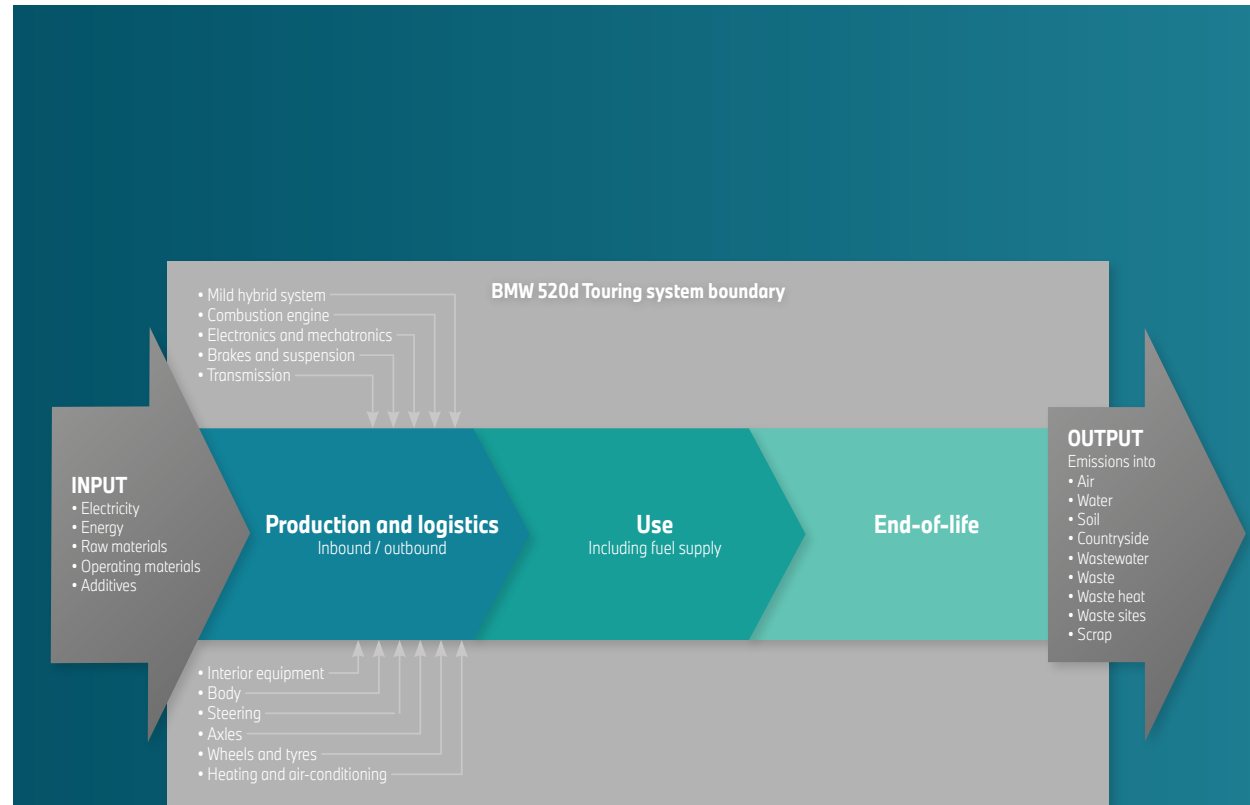 BMW 520d Touring system boundary
• Mild hybrid system
• Combustion engine
• Electronics and mechatronics
• Brakes and suspension
• Transmission
INPUT
• Electricity
• Energy
• Raw materials
• Operating materials
• Additives
Production and logistics
Inbound / outbound
Use
Including fuel supply
End-of-life
OUTPUT
Emissions into
• Air
• Water
• Soil
• Countryside
• Wastewater
• Waste
• Waste heat
• Waste sites
• Scrap
• Interior equipment
• Body
• Steering
• Axles
• Wheels and tyres
• Heating and air-conditioning